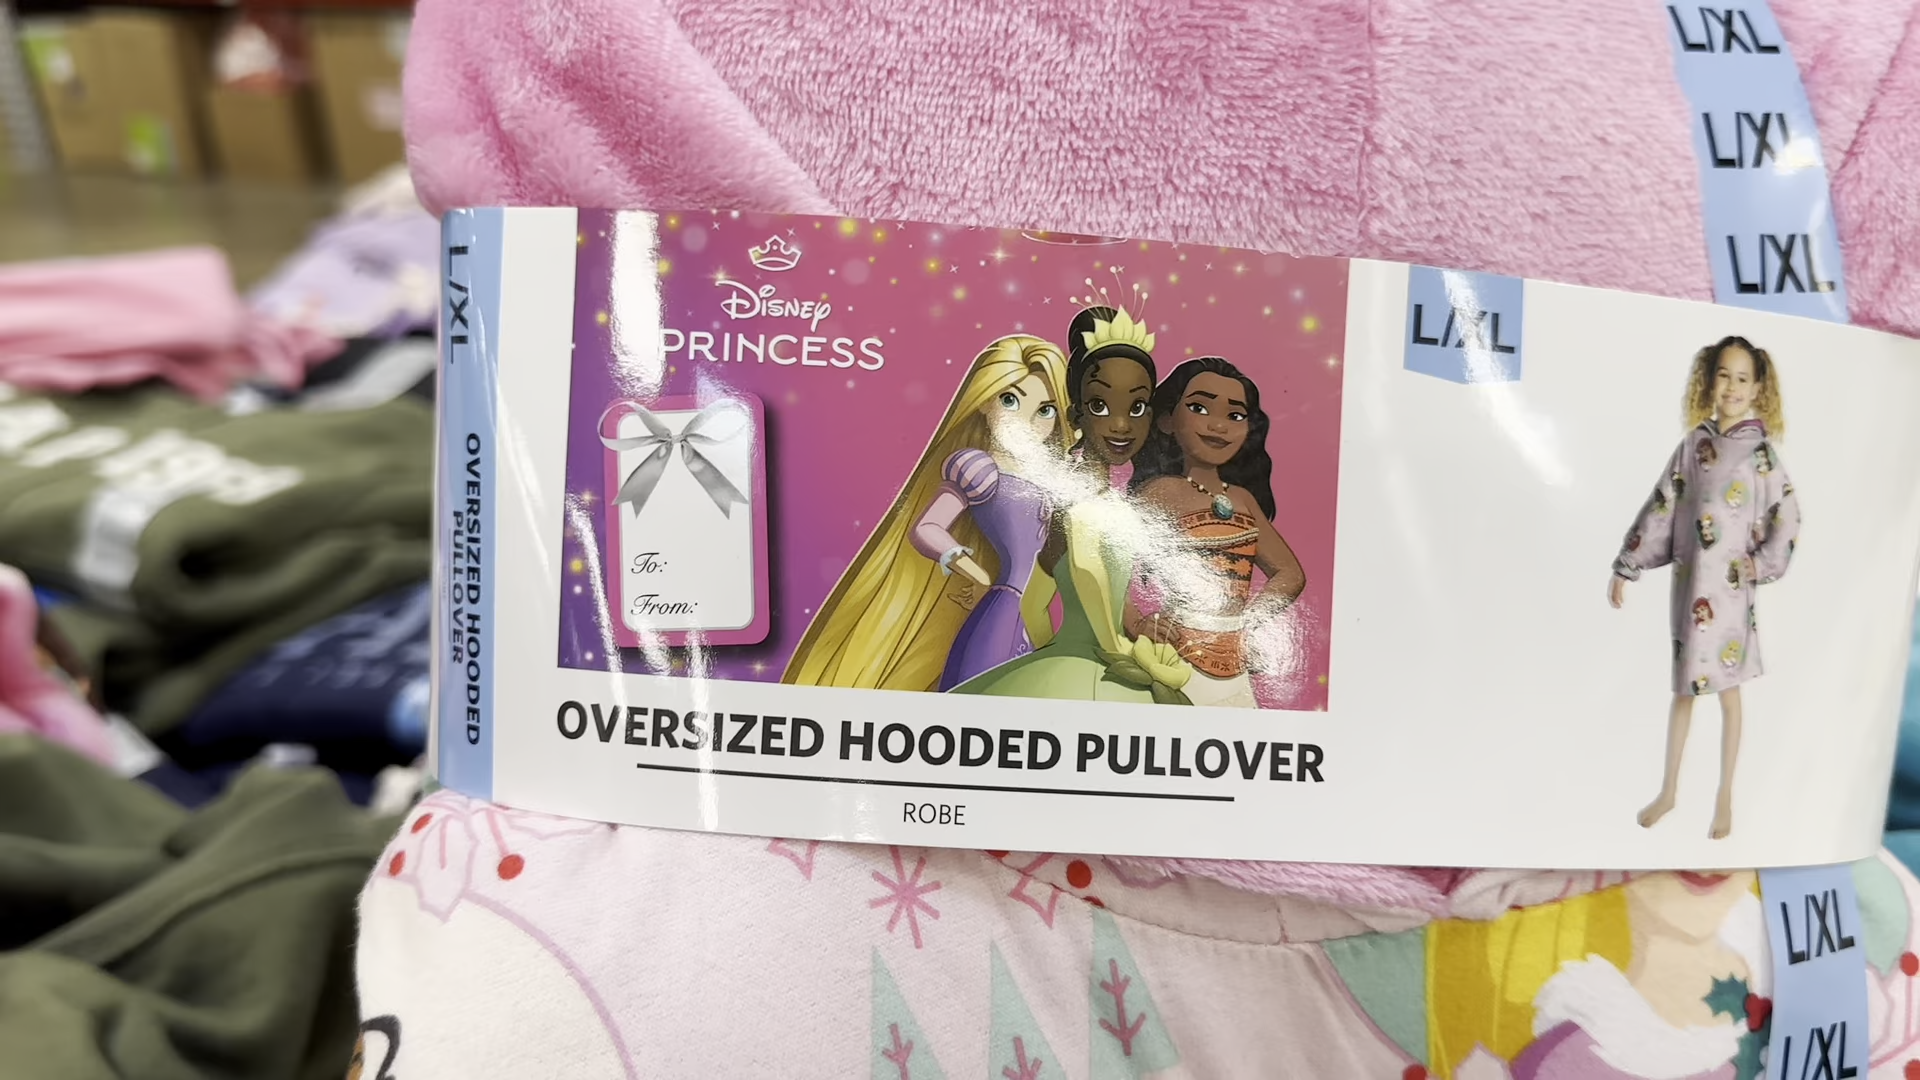 L/XL
L/XL
L/XL
L/XL
OVERSIZED HOODED
PULLOVER
Disney
PRINCESS
To:
From:
L/XL
OVERSIZED HOODED PULLOVER
ROBE
L/XL
L/XL